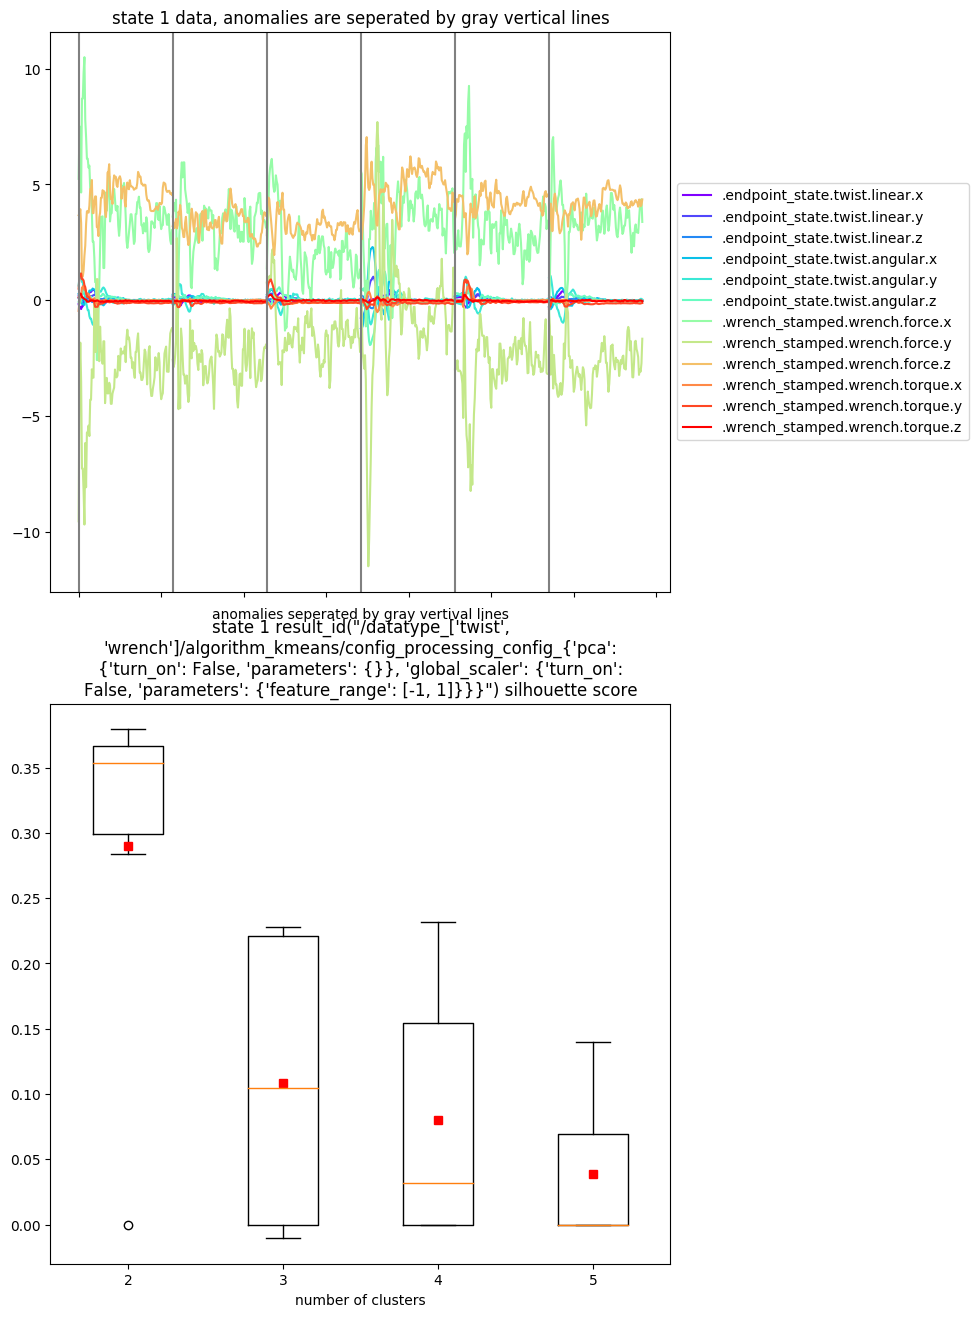 state 1 data, anomalies are seperated by gray vertical lines
10
5
0
−5
−10
.endpoint_state.twist.linear.x
.endpoint_state.twist.linear.y
.endpoint_state.twist.linear.z
.endpoint_state.twist.angular.x
.endpoint_state.twist.angular.y
.endpoint_state.twist.angular.z
.wrench_stamped.wrench.force.x
.wrench_stamped.wrench.force.y
.wrench_stamped.wrench.force.z
.wrench_stamped.wrench.torque.x
.wrench_stamped.wrench.torque.y
.wrench_stamped.wrench.torque.z
anomalies seperated by gray vertival lines
state 1 result_id("/datatype_['twist',
'wrench']/algorithm_kmeans/config_processing_config_{'pca':
{'turn_on': False, 'parameters': {}}, 'global_scaler': {'turn_on':
False, 'parameters': {'feature_range': [-1, 1]}}}") silhouette score
0.35
0.30
0.25
0.20
0.15
0.10
0.05
0.00
2 3 4 5
number of clusters